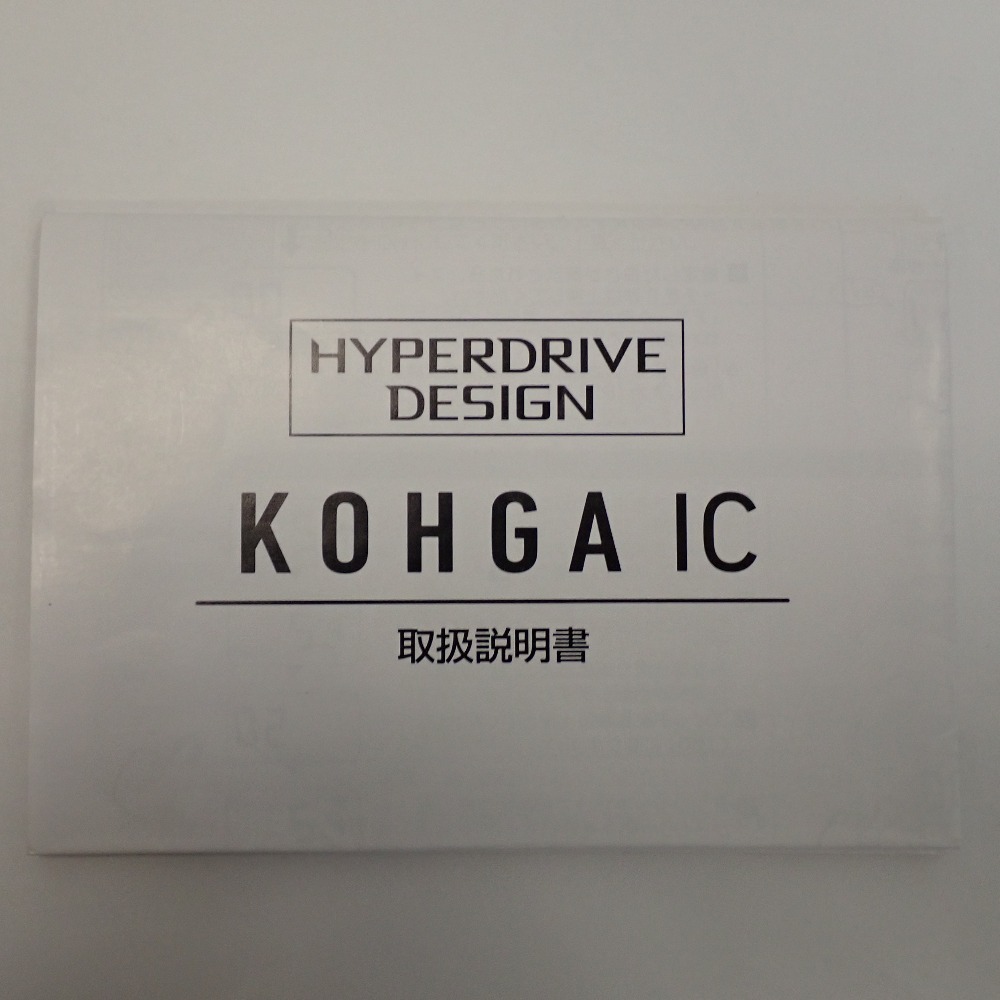 HYPERDRIVE
DESIGN
KOHGA IC
取扱説明書